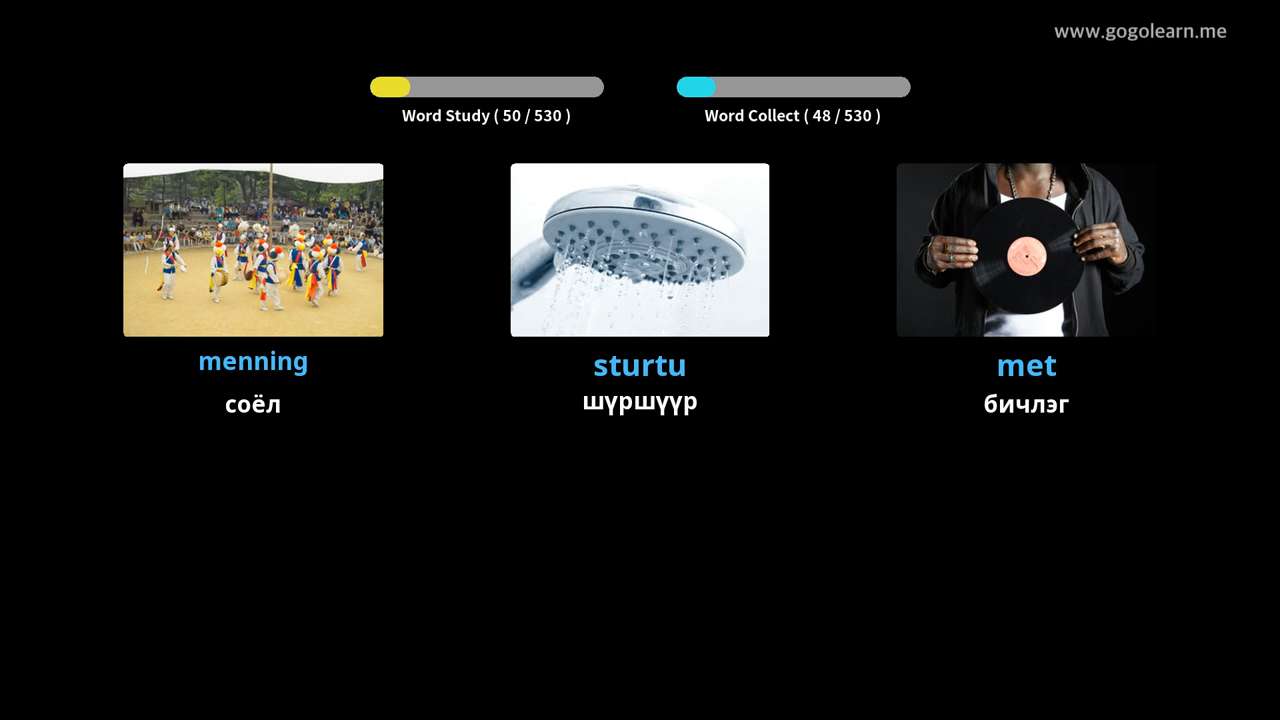 www.gogolearn.me
Word Study ( 50 / 530 )
Word Collect ( 48 / 530 )
menning
sturtu
met
соёл
шүршүүр
бичлэг